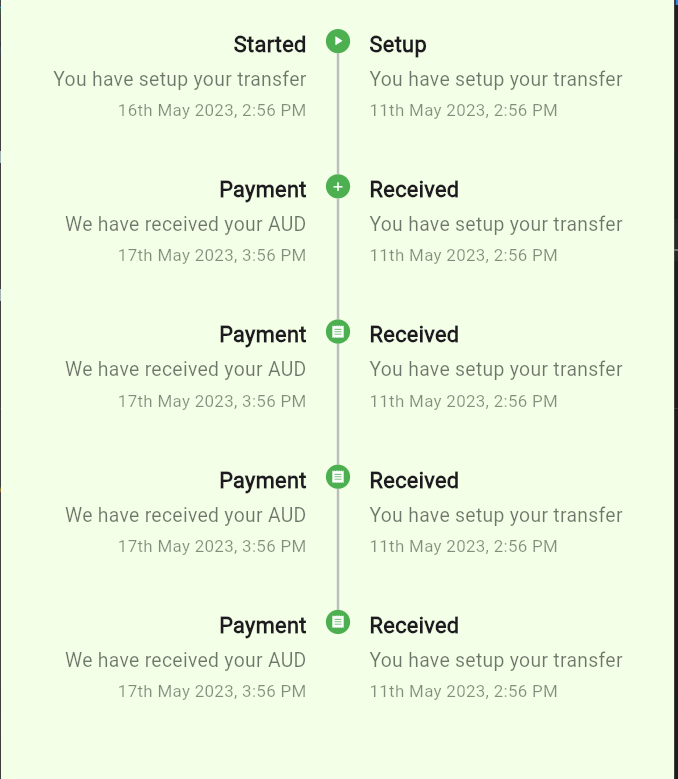 Started
Setup
You have setup your transfer
You have setup your transfer
16th May 2023, 2:56 PM
11th May 2023, 2:56 PM
Payment
Received
We have received your AUD
You have setup your transfer
17th May 2023, 3:56 PM
11th May 2023, 2:56 PM
Payment
Received
We have received your AUD
You have setup your transfer
17th May 2023, 3:56 PM
11th May 2023, 2:56 PM
Payment
Received
We have received your AUD
You have setup your transfer
17th May 2023, 3:56 PM
11th May 2023, 2:56 PM
Payment
Received
We have received your AUD
You have setup your transfer
17th May 2023, 3:56 PM
11th May 2023, 2:56 PM